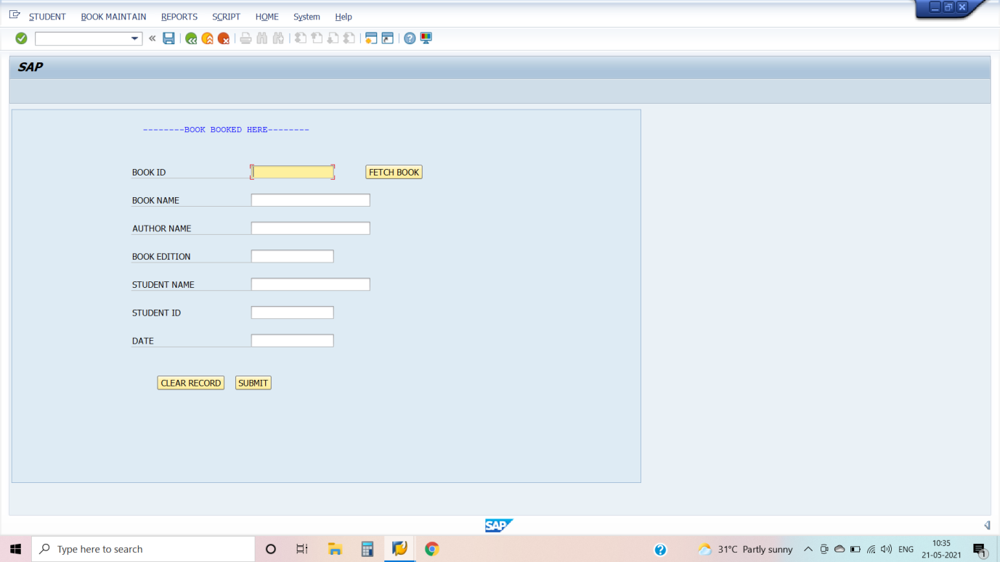 STUDENT BOOK MAINTAIN REPORTS SCRIPT HOME System Help
SAP
--------BOOK BOOKED HERE--------
BOOK ID FETCH BOOK
BOOK NAME
AUTHOR NAME
BOOK EDITION
STUDENT NAME
STUDENT ID
DATE
CLEAR RECORD SUBMIT
SAP
Type here to search 31°C Partly sunny ENG 10:35
21-05-2021 1